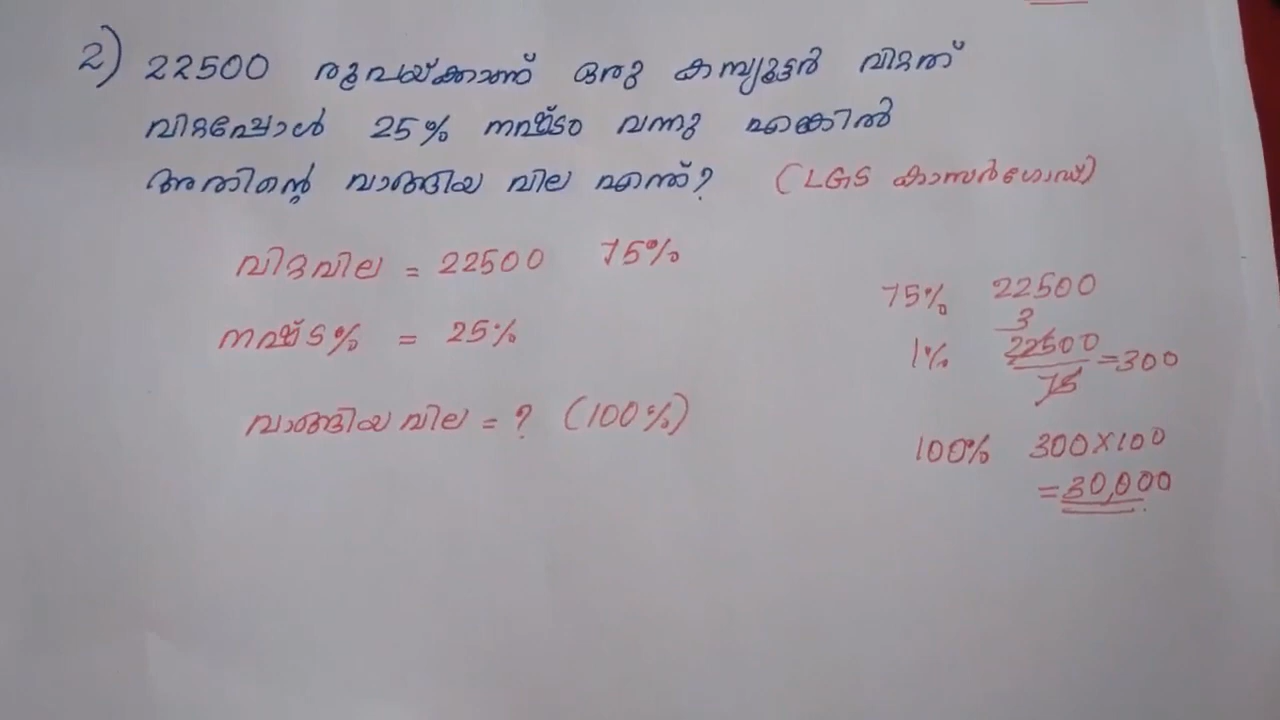 2) 22500 രൂപയ്ക്കാണ് ഒരു കമ്പ്യൂട്ടർ വിറ്റത്
വിറ്റപ്പോൾ 25% നഷ്ടം വന്നു എങ്കിൽ
അതിന്റെ വാങ്ങിയ വില എന്ത്? (LGS കാസർഗോഡ്)
വിറ്റവില = 22500 75%
നഷ്ട% = 25%
വാങ്ങിയ വില = ? (100%)
75% 22500
3
1% 22500/75 = 300
100% 300×100
= 30,000